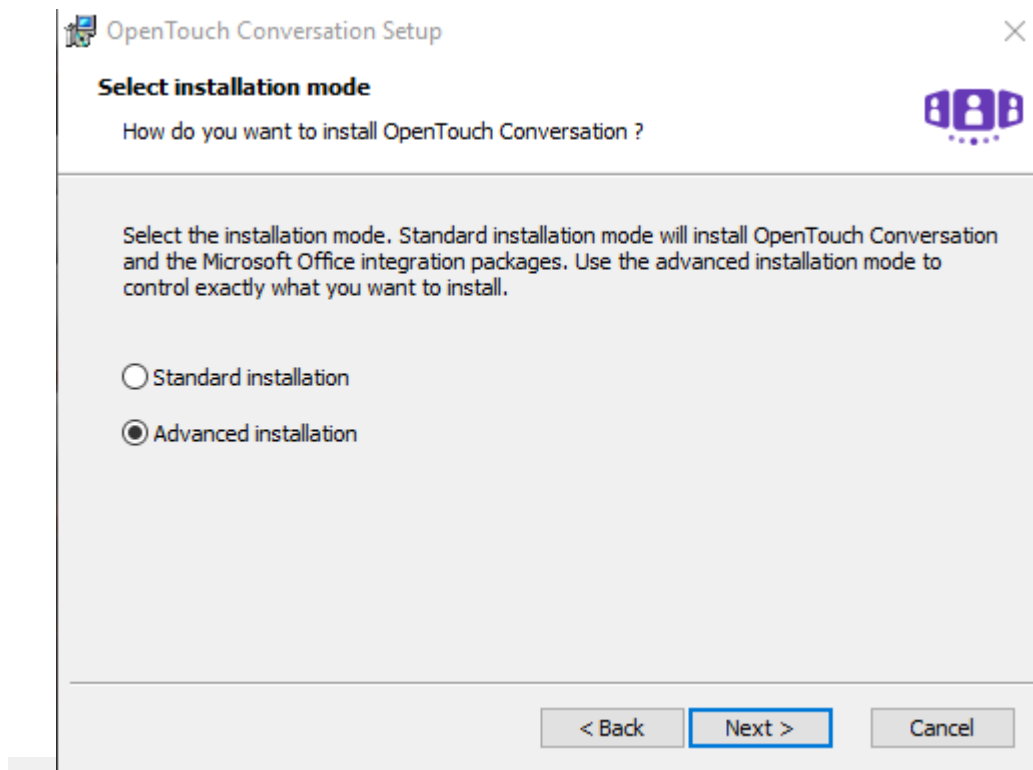 OpenTouch Conversation Setup
Select installation mode
How do you want to install OpenTouch Conversation ?
Select the installation mode. Standard installation mode will install OpenTouch Conversation
and the Microsoft Office integration packages. Use the advanced installation mode to
control exactly what you want to install.
Standard installation
Advanced installation
< Back Next > Cancel